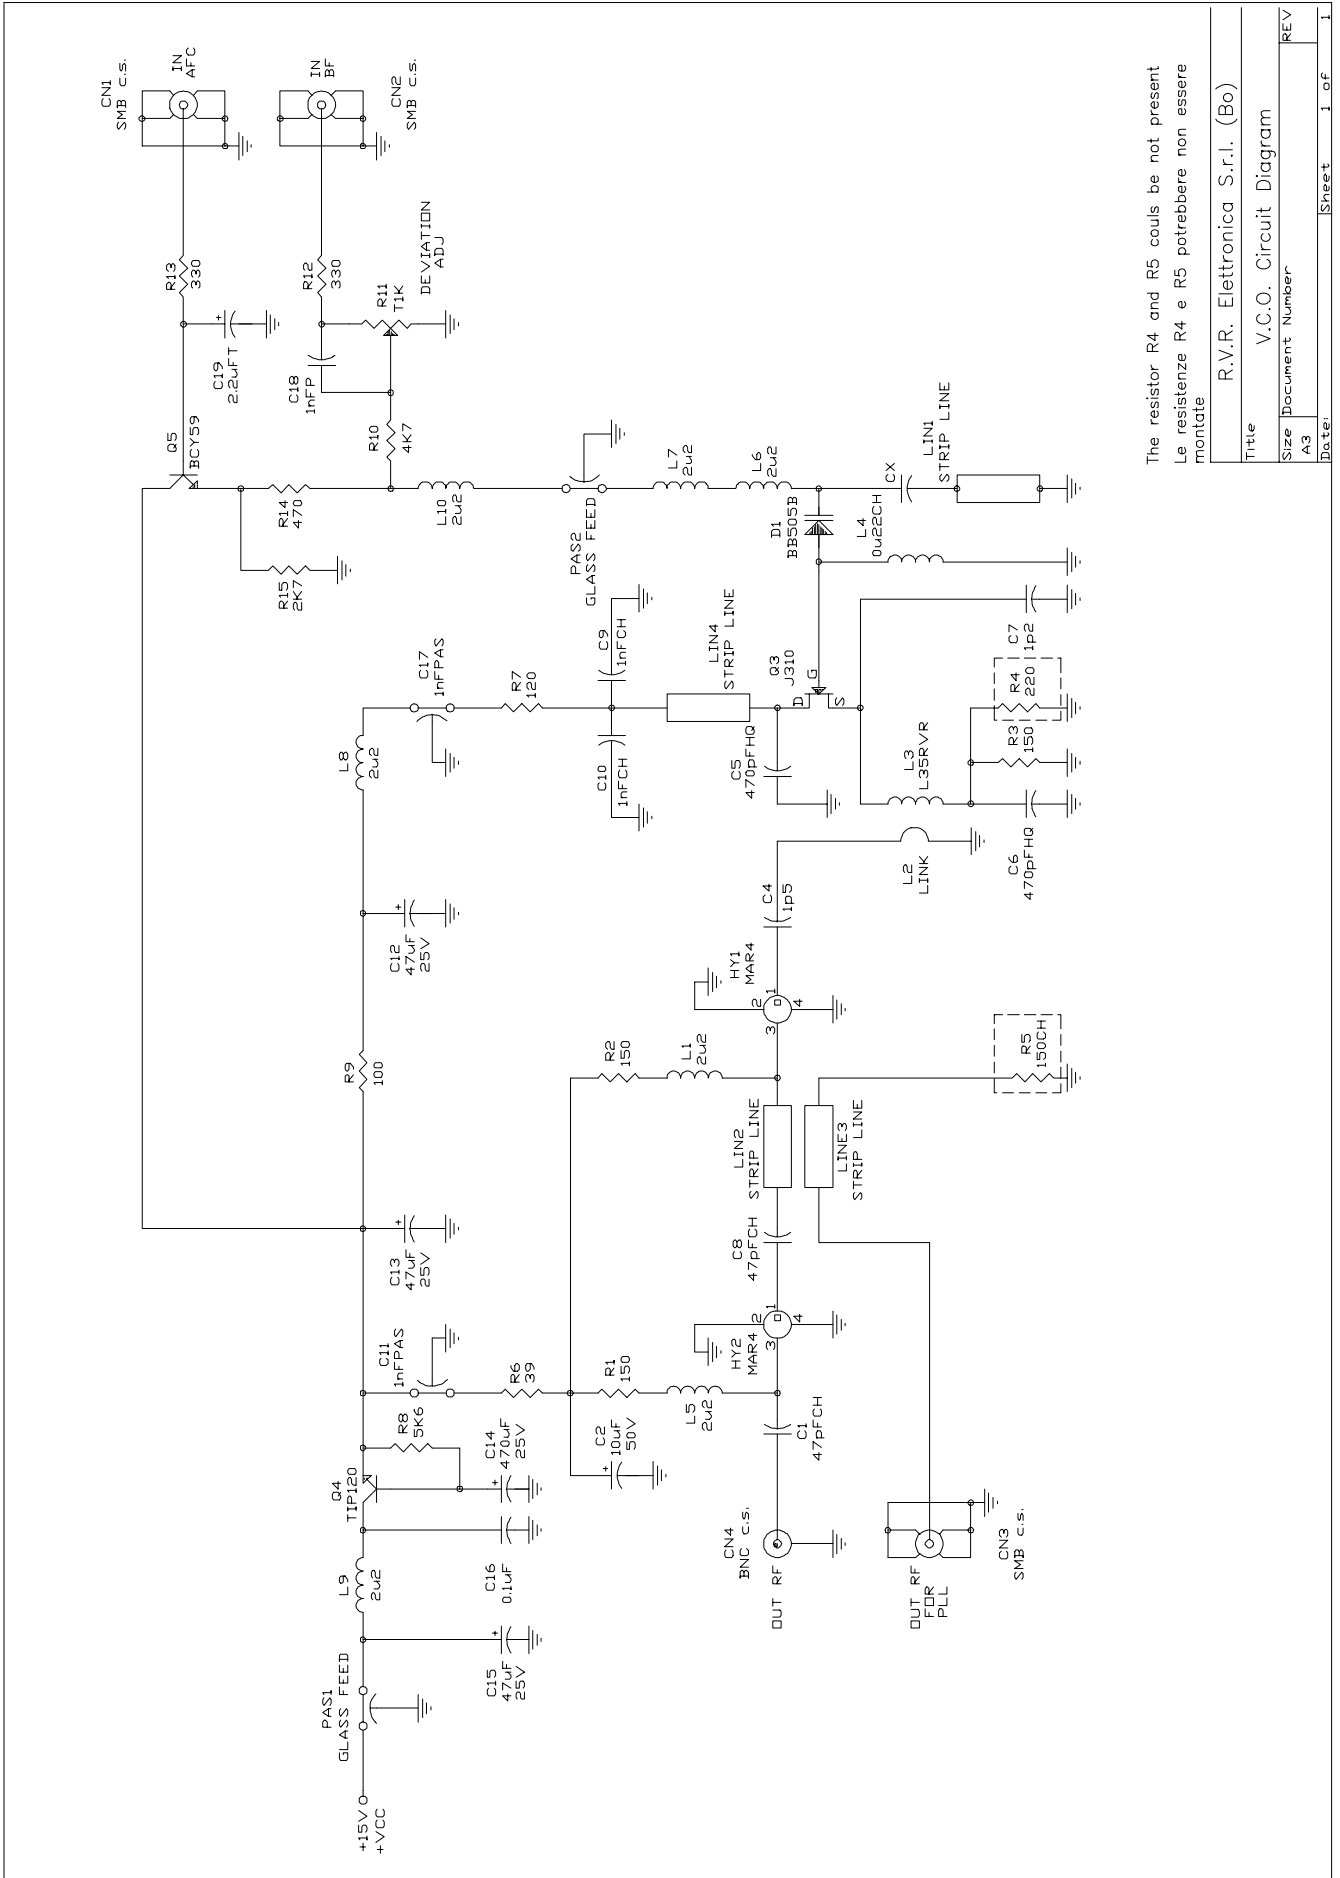 CN1
SMB c.s.
IN
AFC
IN
BF
CN2
SMB c.s.
R13
330
R12
330
C19
2.2uFT
+
C18
1nFP
R11
T1K
DEVIATION
ADJ
Q5
BCY59
R10
4K7
R14
470
R15
2K7
L10
2u2
PAS2
GLASS FEED
L7
2u2
L6
2u2
D1
BB505B
CX
LIN1
STRIP LINE
L4
0u22CH
C17
1nFPAS
R7
120
C9
1nFCH
C10
1nFCH
LIN4
STRIP LINE
Q3
J310
D
G
S
C5
470pFHQ
C7
1p2
R4
220
R3
150
L3
L35RVR
C6
470pFHQ
L2
LINK
L8
2u2
C12
47uF
25V
+
R9
100
C4
1p5
HY1
MAR4
1
2
3
4
R2
150
L1
2u2
R5
150CH
LIN2
STRIP LINE
LINE3
STRIP LINE
C8
47pFCH
C13
47uF
25V
+
HY2
MAR4
1
2
3
4
C11
1nFPAS
R6
39
R1
150
L5
2u2
C2
10uF
50V
+
C1
47pFCH
R8
5K6
C14
470uF
25V
+
Q4
TIP120
C16
0.1uF
L9
2u2
C15
47uF
25V
+
PAS1
GLASS FEED
+15V
+VCC
CN4
BNC c.s.
OUT RF
CN3
SMB c.s.
OUT RF
FOR
PLL
The resistor R4 and R5 couls be not present
Le resistenze R4 e R5 potrebbere non essere
montate
R.V.R. Elettronica S.r.l. (Bo)
Title
V.C.O. Circuit Diagram
Size
A3
Document Number
REV
Date:
Sheet 1 of 1